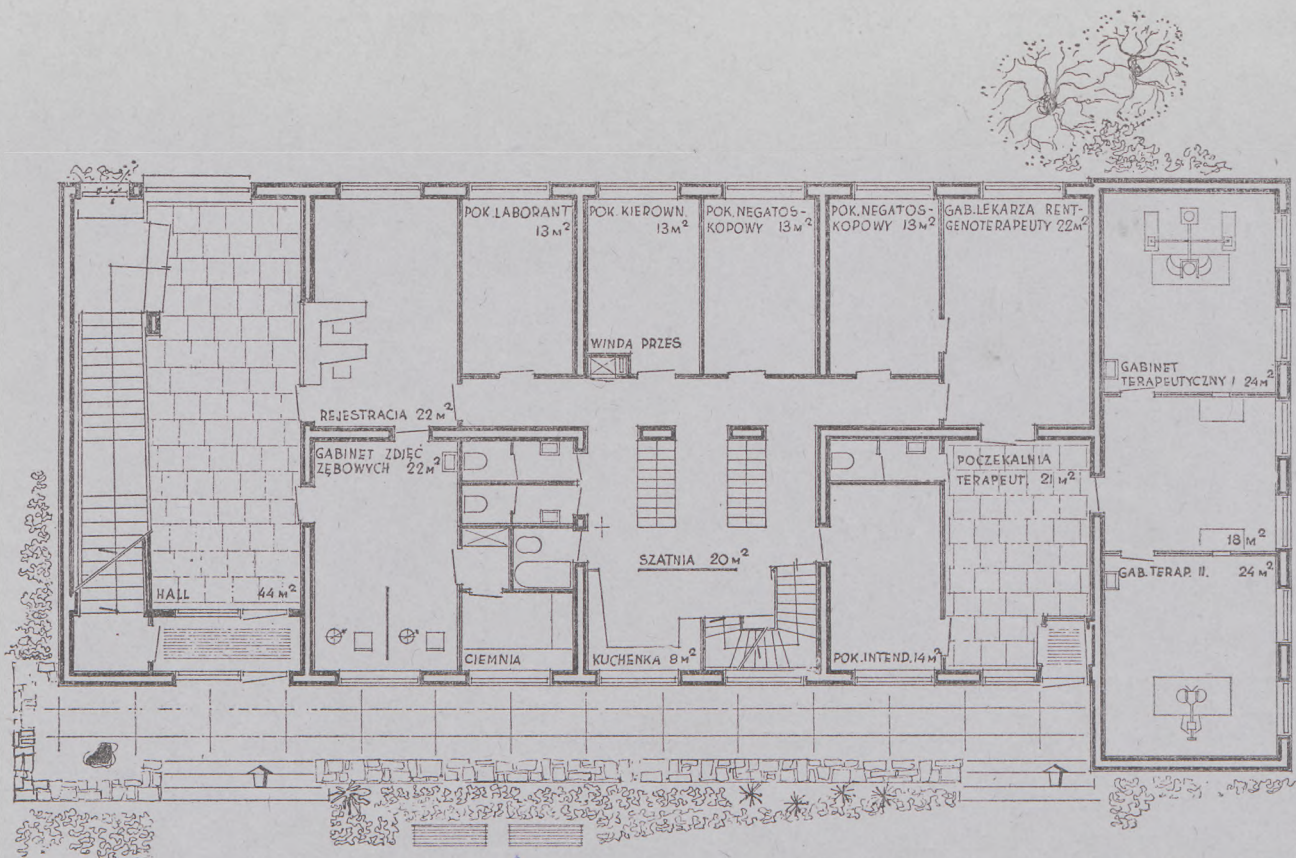 POK. LABORANT
13 M²
POK. KIEROWN.
13 M²
POK. NEGATOS-
KOPOWY 13 M²
POK. NEGATOS-
KOPOWY 13 M²
GAB. LEKARZA RENT-
GENOTERAPEUTY 22 M²
WINDA PRZES.
GABINET
TERAPEUTYCZNY I 24 M²
REJESTRACIA 22 M²
GABINET ZDJĘĆ
ZĘBOWYCH 22 M²
POCZEKALNIA
TERAPEUT. 21 M²
18 M²
SZATNIA 20 M²
GAB. TERAP. II. 24 M²
HALL 44 M²
CIEMNIA
KUCHENKA 8 M²
POK. INTEND. 14 M²